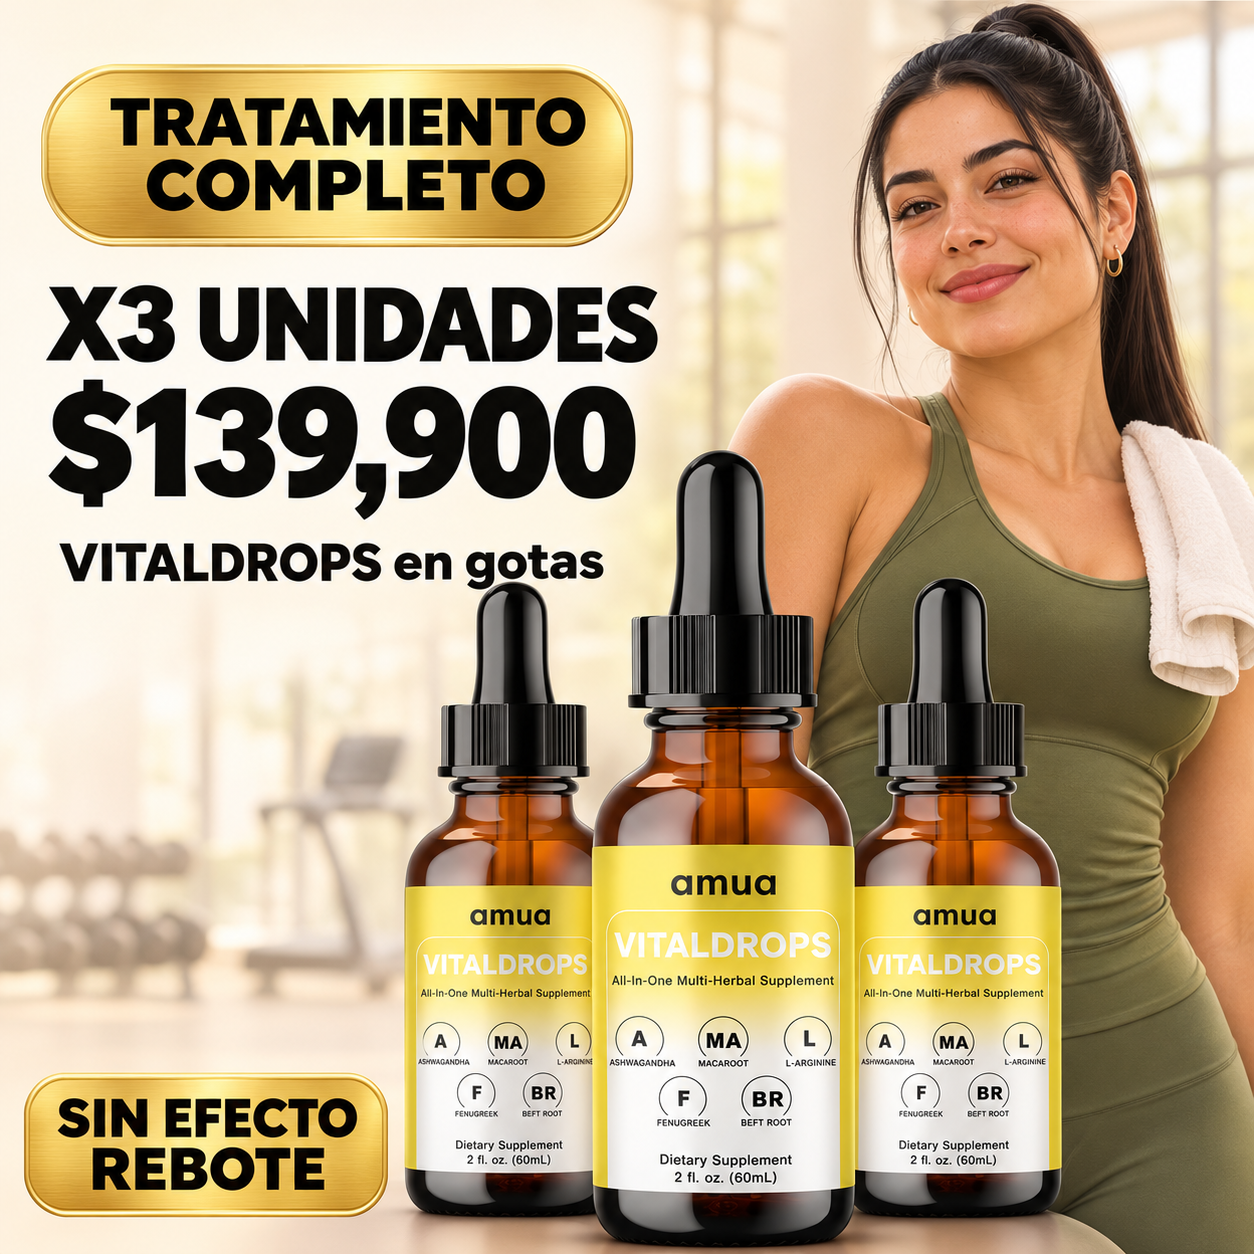 TRATAMIENTO
COMPLETO
X3 UNIDADES
$139,900
VITALDROPS en gotas
amua
VITALDROPS
All-In-One Multi-Herbal Supplement
A
ASHWAGANDHA
MA
MACAROOT
L
L-ARGININE
F
FENUGREEK
BR
BEFT ROOT
Dietary Supplement
2 fl. oz. (60mL)
amua
VITALDROPS
All-In-One Multi-Herbal Supplement
A
ASHWAGANDHA
MA
MACAROOT
L
L-ARGININE
F
FENUGREEK
BR
BEFT ROOT
Dietary Supplement
2 fl. oz. (60mL)
amua
VITALDROPS
All-In-One Multi-Herbal Supplement
A
ASHWAGANDHA
MA
MACAROOT
L
L-ARGININE
F
FENUGREEK
BR
BEFT ROOT
Dietary Supplement
2 fl. oz. (60mL)
SIN EFECTO
REBOTE